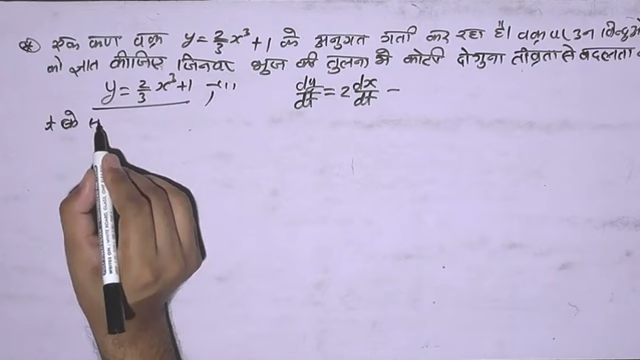 एक कण वक्र y = 2/3 x³ + 1 के अनुगत गती कर रहा है। वक्र पर उन
को ज्ञात कीजिए जिनपर भुज की तुलना में कोटी दोगुना तीव्रता से बदलता
y = 2/3 x³ + 1 dy/dt = 2 dx/dt –
t के